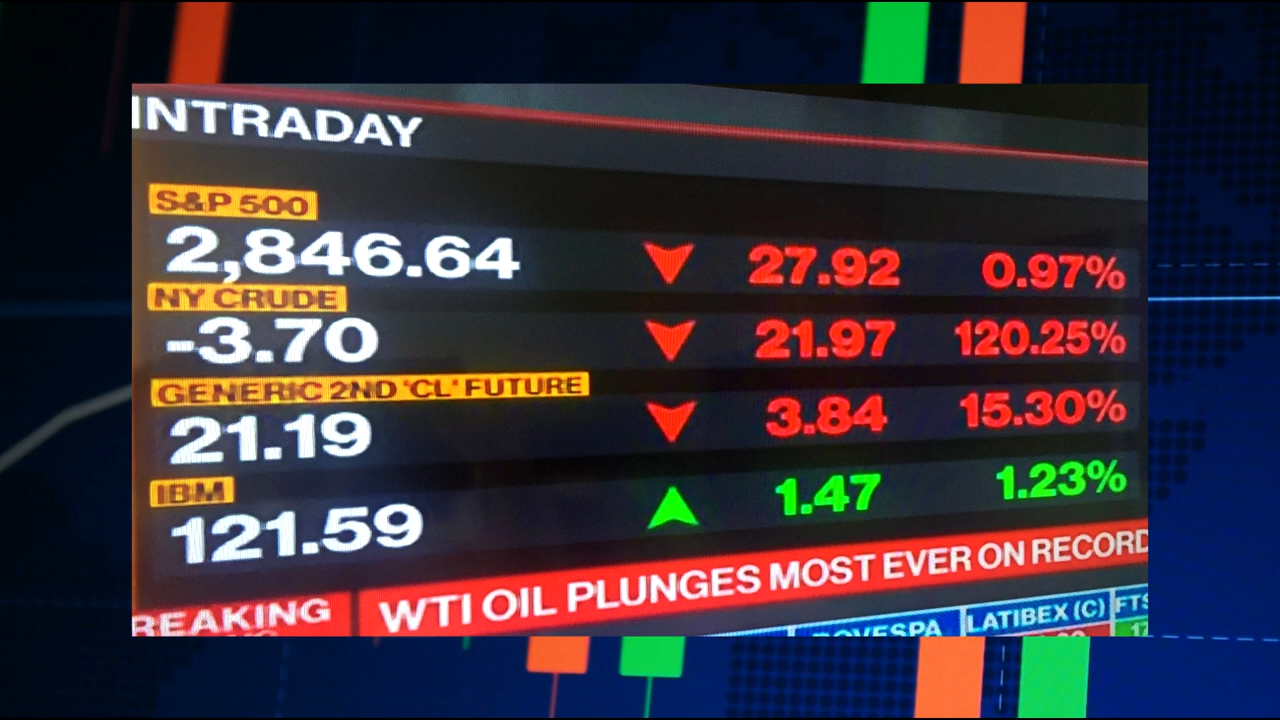 INTRADAY
S&P 500
2,846.64 ▼ 27.92 0.97%
NY CRUDE
-3.70 ▼ 21.97 120.25%
GENERIC 2ND 'CL' FUTURE
21.19 ▼ 3.84 15.30%
IBM
121.59 ▲ 1.47 1.23%
REAKING WTI OIL PLUNGES MOST EVER ON RECORD
BOVESPA LATIBEX (C) FTS